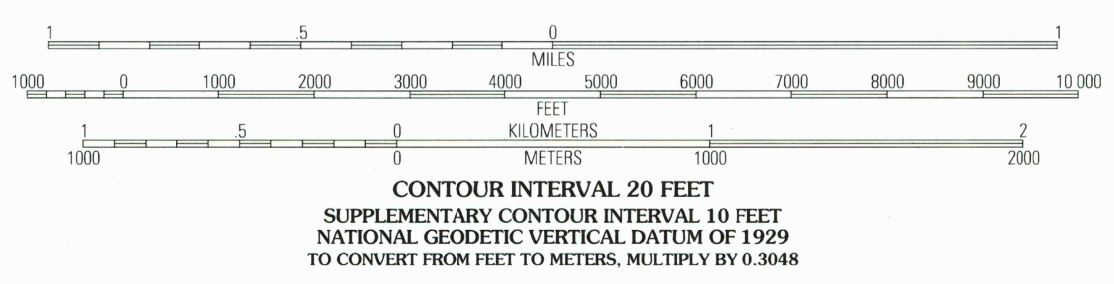 1 .5 0 1
MILES
1000 0 1000 2000 3000 4000 5000 6000 7000 8000 9000 10 000
FEET
1 .5 0 KILOMETERS 1 2
1000 0 METERS 1000 2000
CONTOUR INTERVAL 20 FEET
SUPPLEMENTARY CONTOUR INTERVAL 10 FEET
NATIONAL GEODETIC VERTICAL DATUM OF 1929
TO CONVERT FROM FEET TO METERS, MULTIPLY BY 0.3048